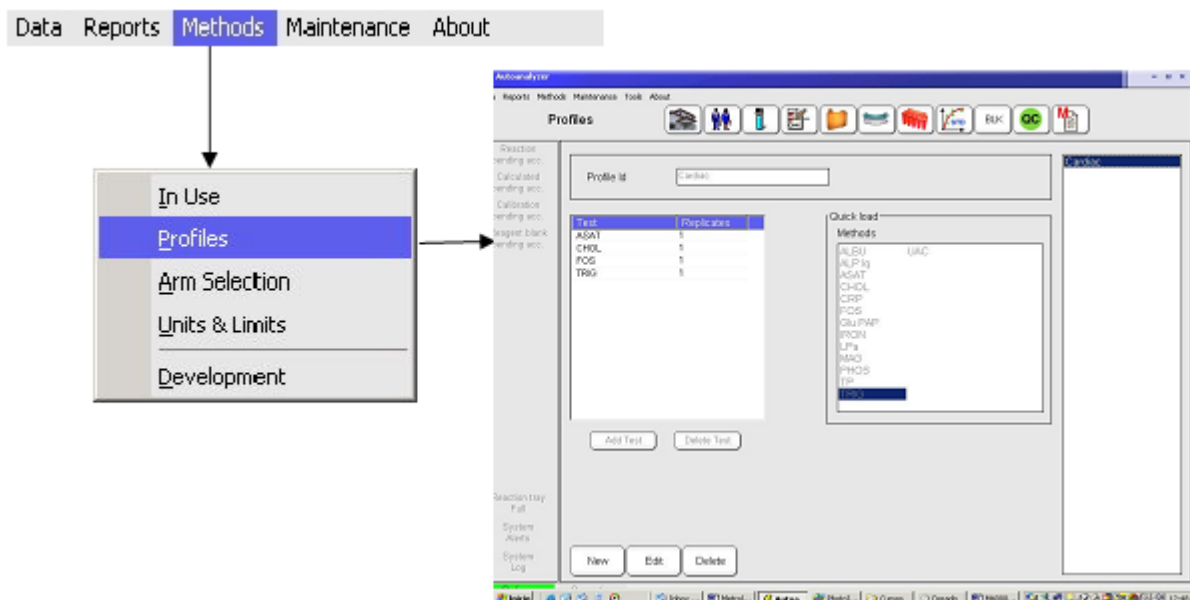 Data Reports Methods Maintenance About
In Use
Profiles
Arm Selection
Units & Limits
Development
Autoanalyzer
Reports Methods Maintenance Tools About
Profiles
BLK QC
Reaction
pending acc.
Calculated
pending acc.
Calibration
pending acc.
Reagent blank
pending acc.
Profile Id Cardiac
Test Replicates
ASAT 1
CHOL 1
FOS 1
TRIG 1
Add Test Delete Test
Quick load
Methods
ALBU UAC
ALP iq
ASAT
CHOL
CRP
FOS
Glu PAP
IRON
LPa
MAG
PHOS
TP
TRIG
Cardiac
Reaction tray
Full
System
Alerts
System
Log
New Edit Delete
Inicio